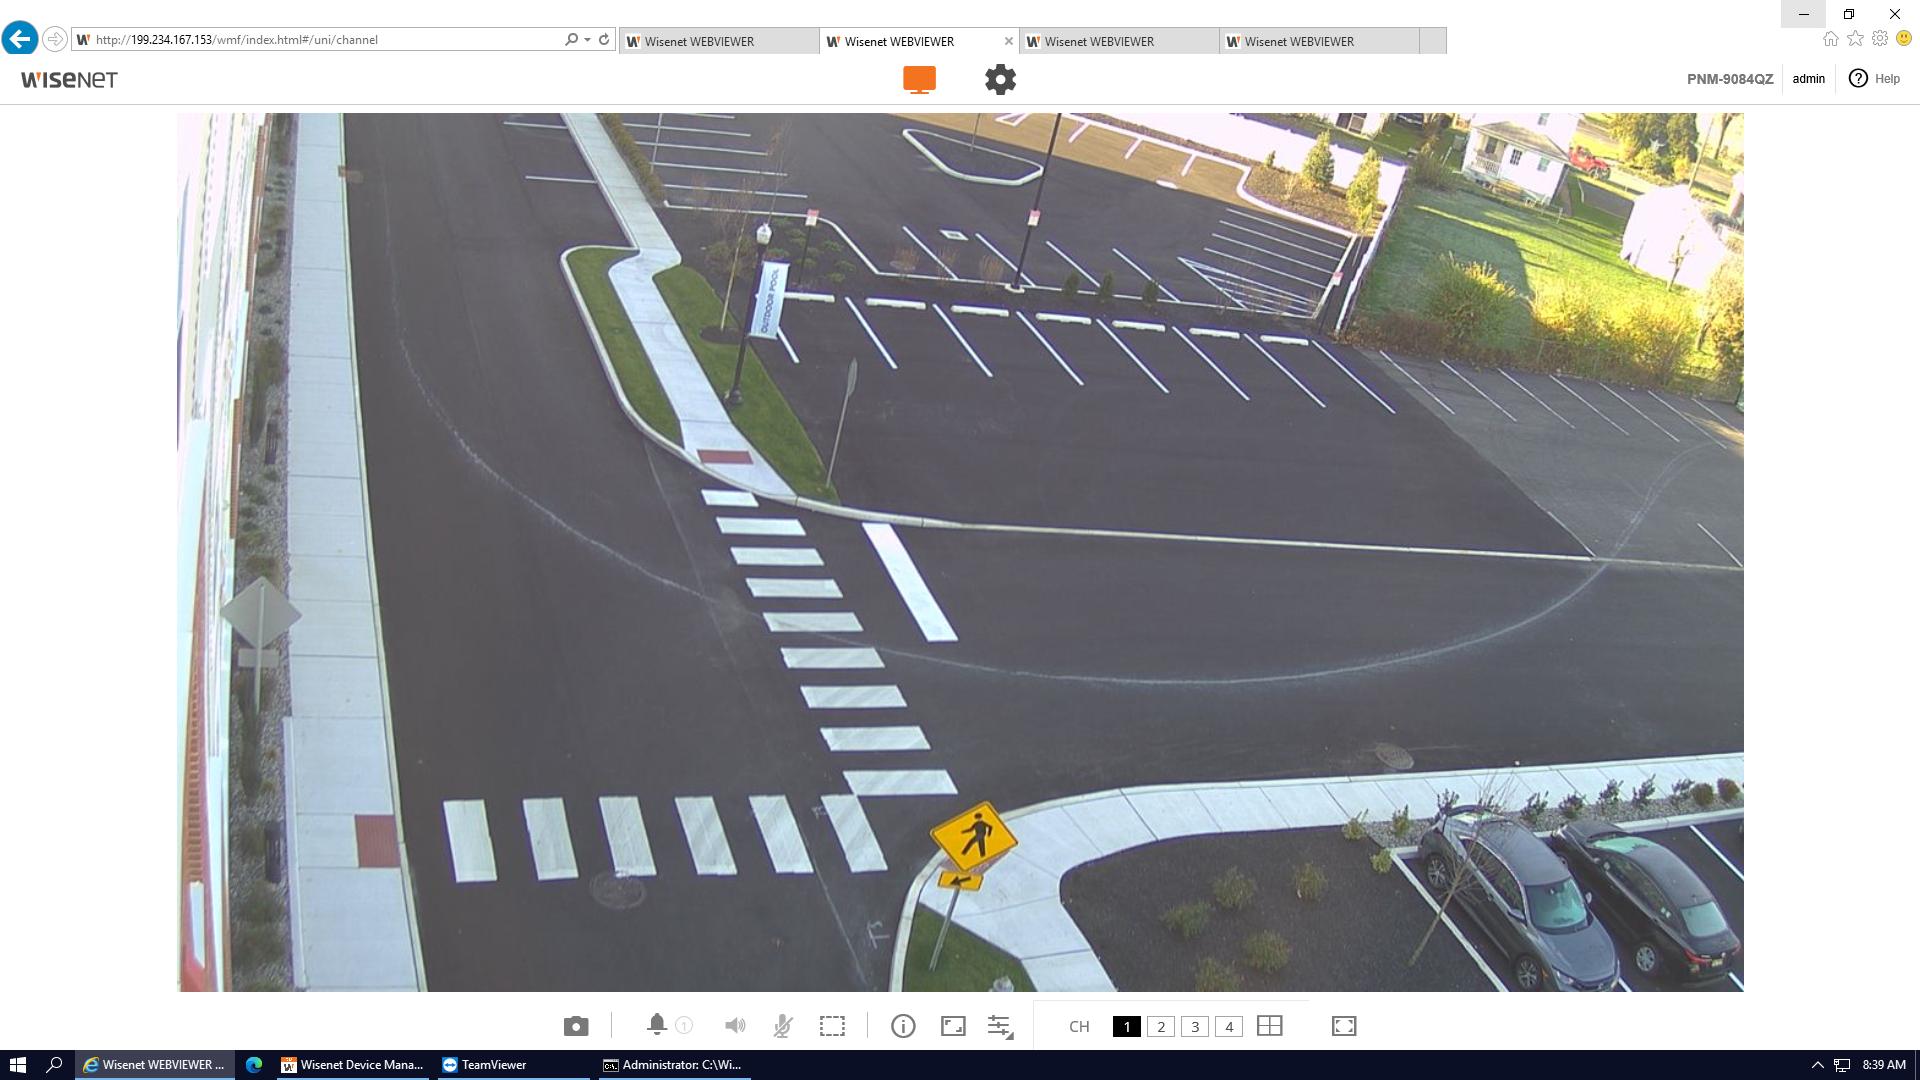 http://199.234.167.153/wmf/index.html#/uni/channel
Wisenet WEBVIEWER
Wisenet WEBVIEWER
Wisenet WEBVIEWER
Wisenet WEBVIEWER
WISENET
PNM-9084QZ
admin
? Help
OUTDOOR POOL
1
CH
1
2
3
4
Wisenet WEBVIEWER ...
Wisenet Device Mana...
TeamViewer
Administrator: C:\Wi...
8:39 AM